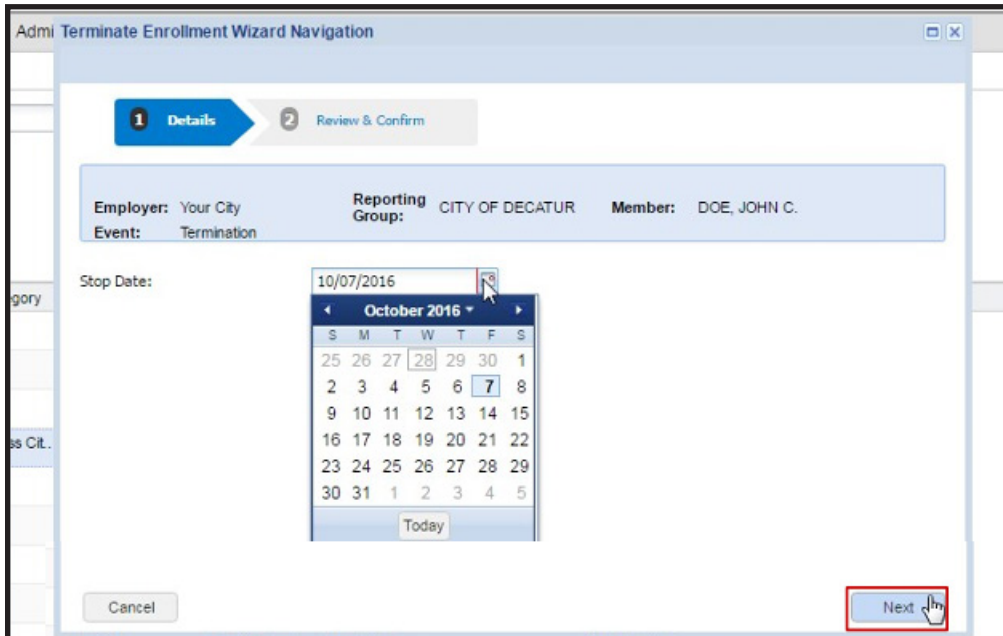 Admi
Terminate Enrollment Wizard Navigation
1 Details 2 Review & Confirm
Employer: Your City Reporting Group: CITY OF DECATUR Member: DOE, JOHN C.
Event: Termination
Stop Date: 10/07/2016
gory
October 2016
S M T W T F S
25 26 27 28 29 30 1
2 3 4 5 6 7 8
9 10 11 12 13 14 15
ss Cit.. 16 17 18 19 20 21 22
23 24 25 26 27 28 29
30 31 1 2 3 4 5
Today
Cancel Next